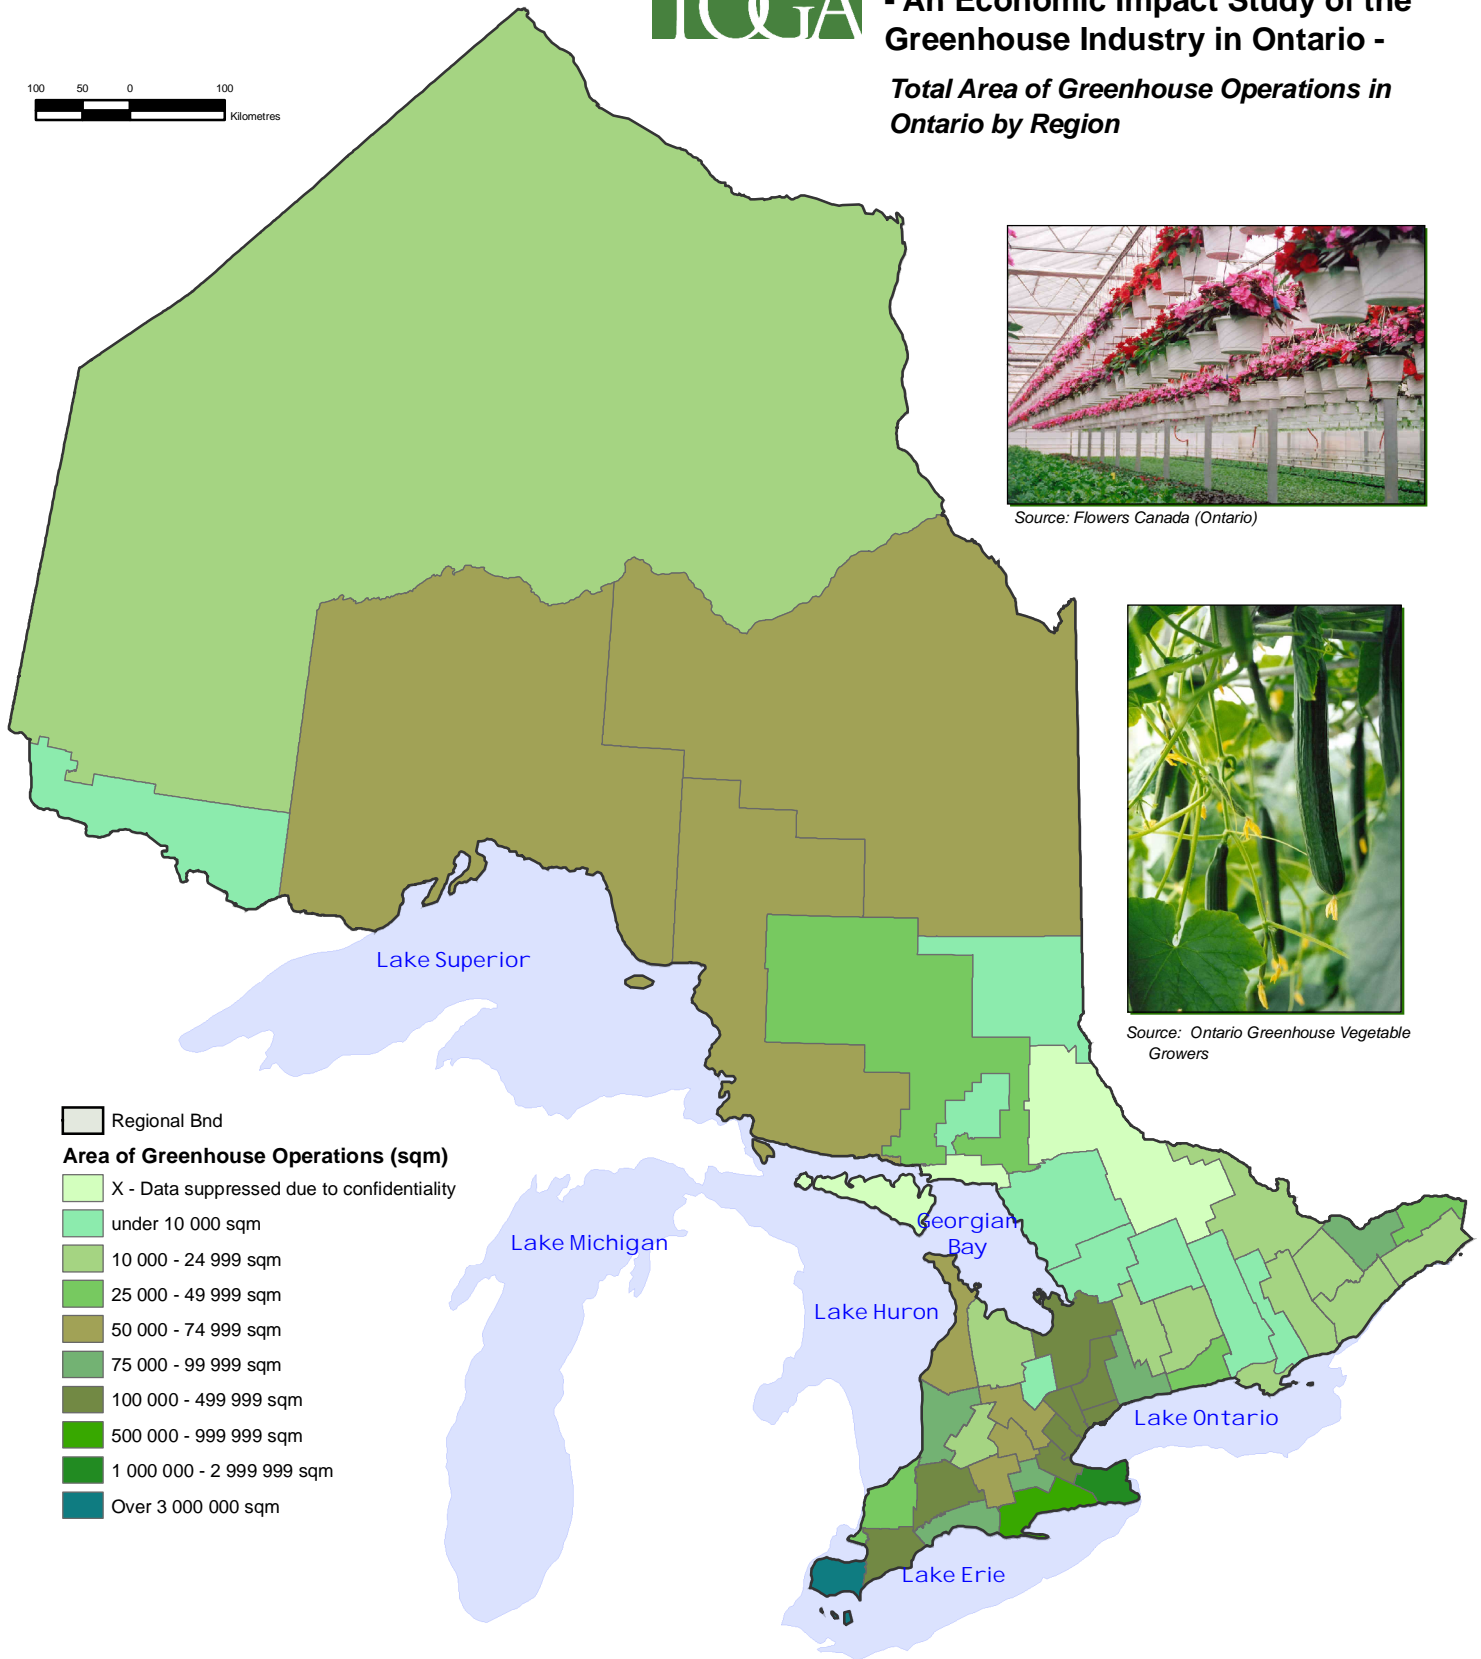 TOGA
- An Economic Impact Study of the
Greenhouse Industry in Ontario -
Total Area of Greenhouse Operations in
Ontario by Region
100 50 0 100
Kilometres
Source: Flowers Canada (Ontario)
Source: Ontario Greenhouse Vegetable
Growers
Lake Superior
Lake Michigan
Georgian
Bay
Lake Huron
Lake Ontario
Lake Erie
Regional Bnd
Area of Greenhouse Operations (sqm)
X - Data suppressed due to confidentiality
under 10 000 sqm
10 000 - 24 999 sqm
25 000 - 49 999 sqm
50 000 - 74 999 sqm
75 000 - 99 999 sqm
100 000 - 499 999 sqm
500 000 - 999 999 sqm
1 000 000 - 2 999 999 sqm
Over 3 000 000 sqm